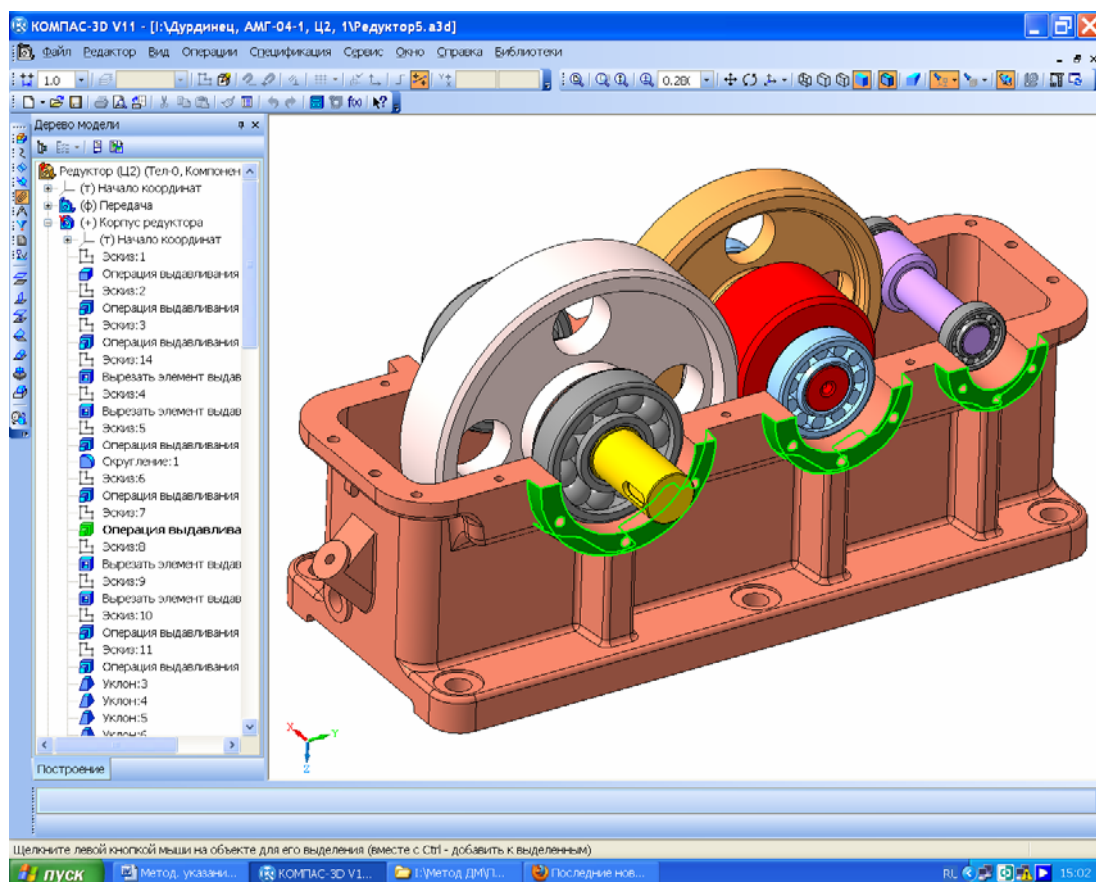 КОМПАС-3D V11 - [I:\Дурдинец, АМГ-04-1, Ц2, 1\Редуктор5.a3d]
Файл Редактор Вид Операции Спецификация Сервис Окно Справка Библиотеки
1.0 0.280
Дерево модели
Редуктор (Ц2) (Тел-0, Компонен
(т) Начало координат
(ф) Передача
(+) Корпус редуктора
(т) Начало координат
Эскиз:1
Операция выдавливания
Эскиз:2
Операция выдавливания
Эскиз:3
Операция выдавливания
Эскиз:14
Вырезать элемент выдав
Эскиз:4
Вырезать элемент выдав
Эскиз:5
Операция выдавливания
Скругление:1
Эскиз:6
Операция выдавливания
Эскиз:7
Операция выдавлива
Эскиз:8
Вырезать элемент выдав
Эскиз:9
Вырезать элемент выдав
Эскиз:10
Операция выдавливания
Эскиз:11
Операция выдавливания
Уклон:3
Уклон:4
Уклон:5
Уклон:6
X Y
Z
Построение
Щелкните левой кнопкой мыши на объекте для его выделения (вместе с Ctrl - добавить к выделенным)
пуск Метод. указани... КОМПАС-3D V1... I:\Метод ДМ\П... Последние нов... 15:02